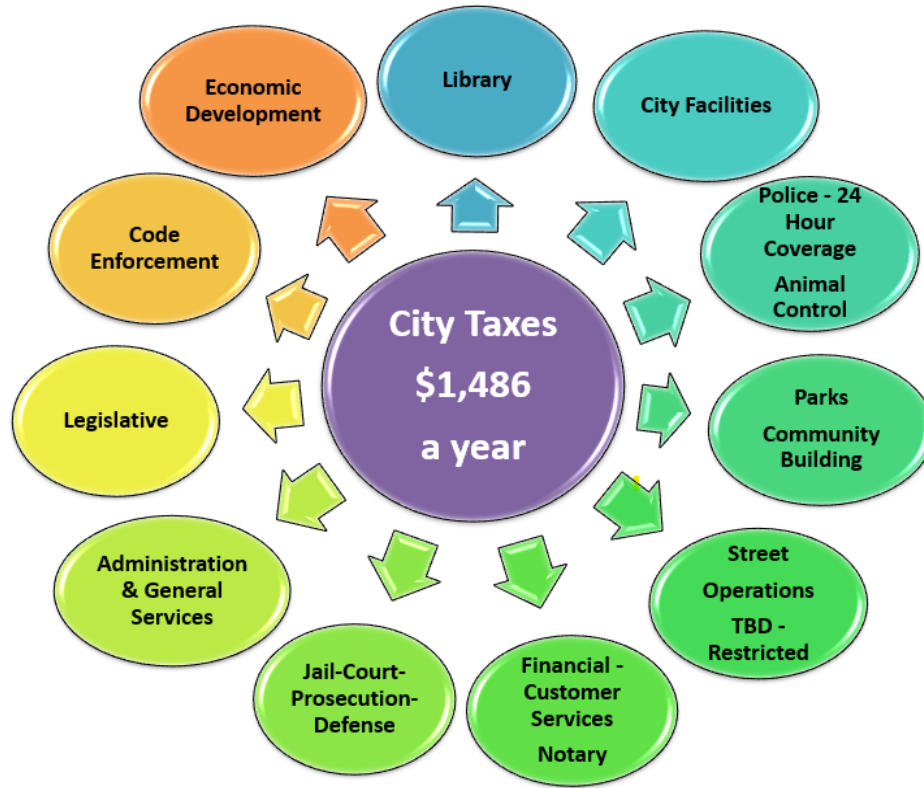 Economic
Development
Library
City Facilities
Code
Enforcement
Police - 24
Hour
Coverage
Animal
Control
City Taxes
$1,486
a year
Legislative
Parks
Community
Building
Administration
& General
Services
Street
Operations
TBD -
Restricted
Jail-Court-
Prosecution-
Defense
Financial -
Customer
Services
Notary